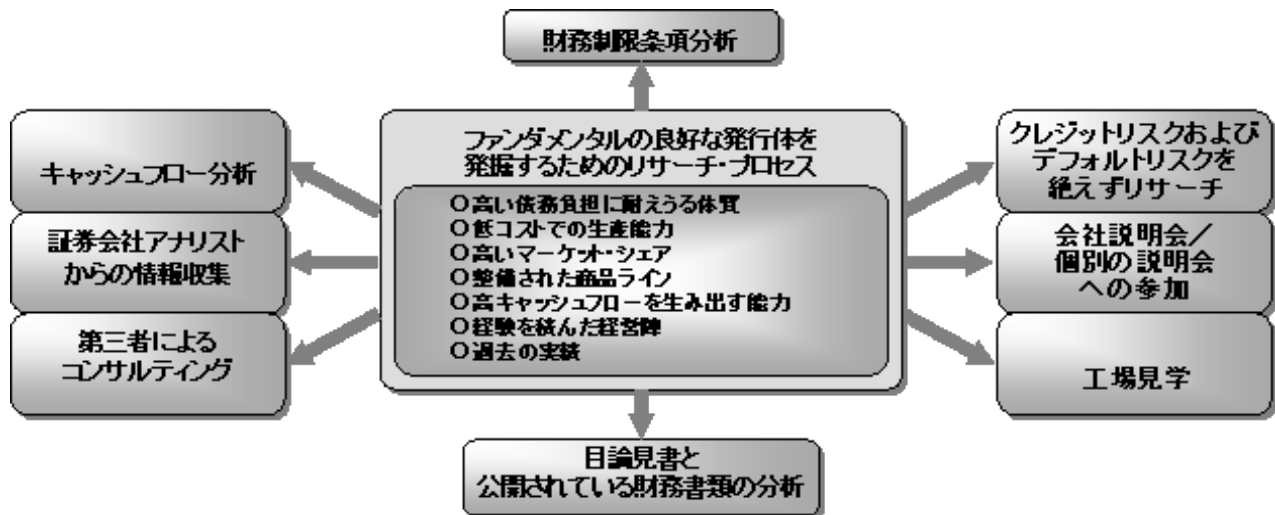 財務制限条項分析
キャッシュフロー分析
証券会社アナリスト
からの情報収集
第三者による
コンサルティング
ファンダメンタルの良好な発行体を
発掘するためのリサーチ・プロセス
○高い債務負担に耐えうる体質
○低コストでの生産能力
○高いマーケット・シェア
○整備された商品ライン
○高キャッシュフローを生み出す能力
○経験を積んだ経営陣
○過去の実績
クレジットリスクおよび
デフォルトリスクを
絶えずリサーチ
会社説明会／
個別の説明会
への参加
工場見学
目論見書と
公開されている財務書類の分析